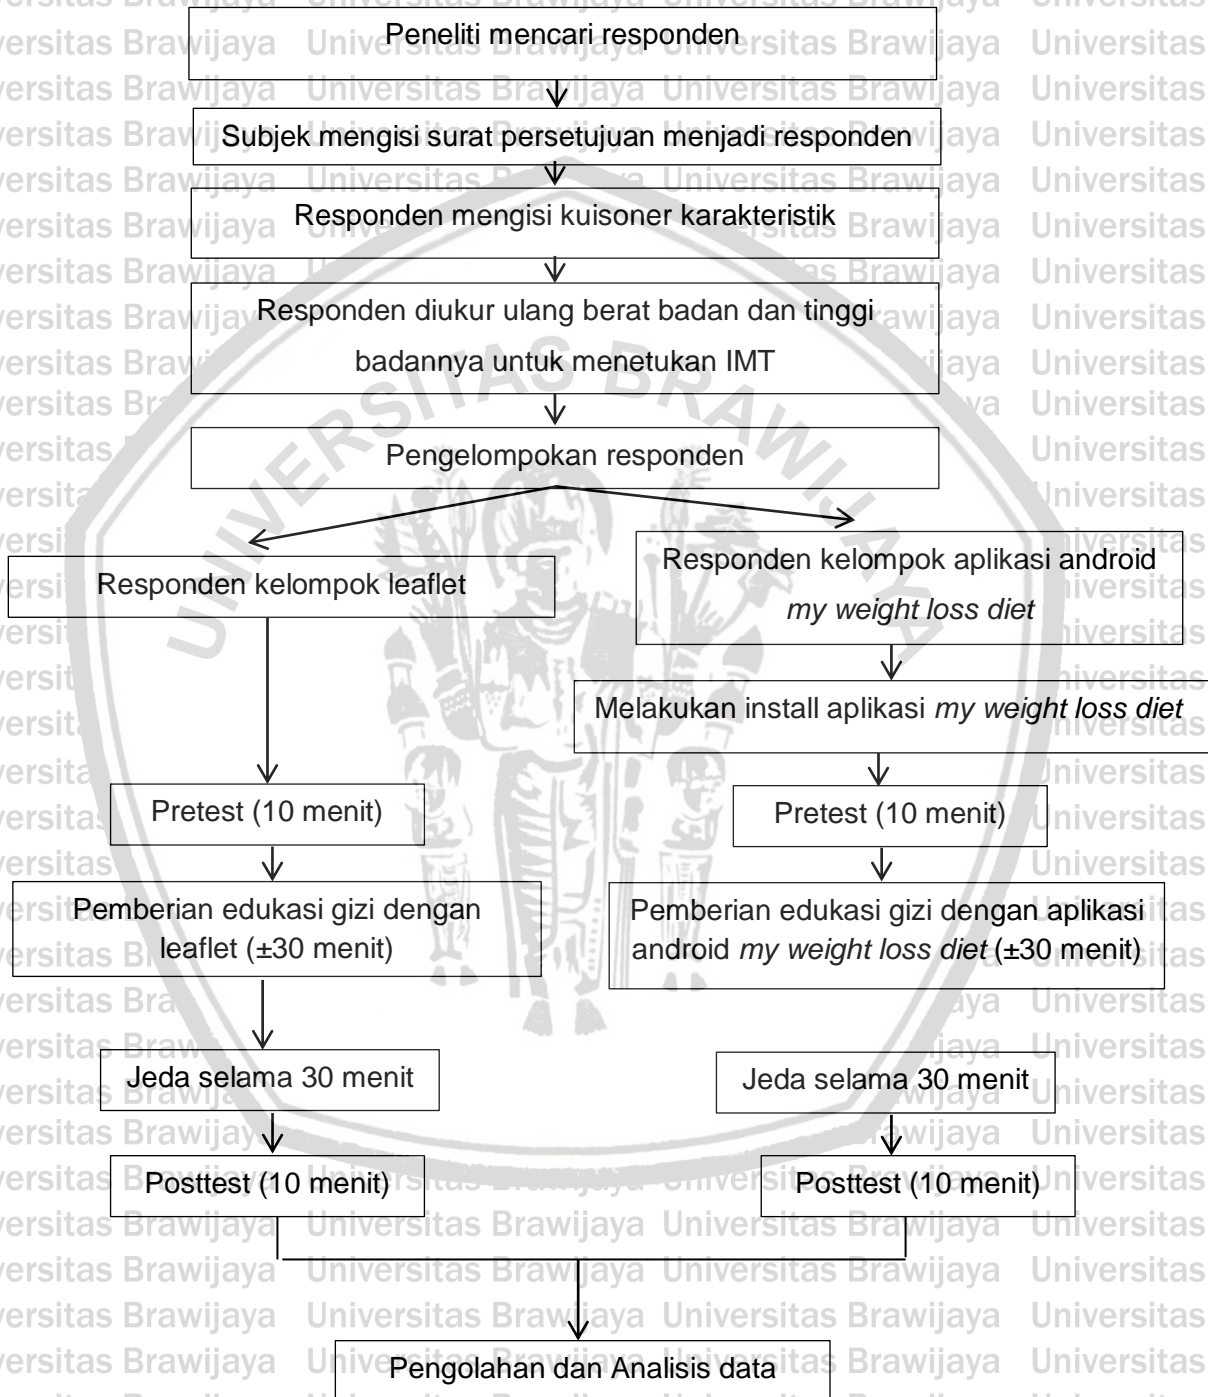 Peneliti mencari responden
Subjek mengisi surat persetujuan menjadi responden
Responden mengisi kuisoner karakteristik
Responden diukur ulang berat badan dan tinggi
badannya untuk menetukan IMT
Pengelompokan responden
Responden kelompok leaflet
Responden kelompok aplikasi android
my weight loss diet
Melakukan install aplikasi my weight loss diet
Pretest (10 menit)
Pretest (10 menit)
Pemberian edukasi gizi dengan
leaflet (±30 menit)
Pemberian edukasi gizi dengan aplikasi
android my weight loss diet (±30 menit)
Jeda selama 30 menit
Jeda selama 30 menit
Posttest (10 menit)
Posttest (10 menit)
Pengolahan dan Analisis data
UNIVERSITAS BRAWIJAYA